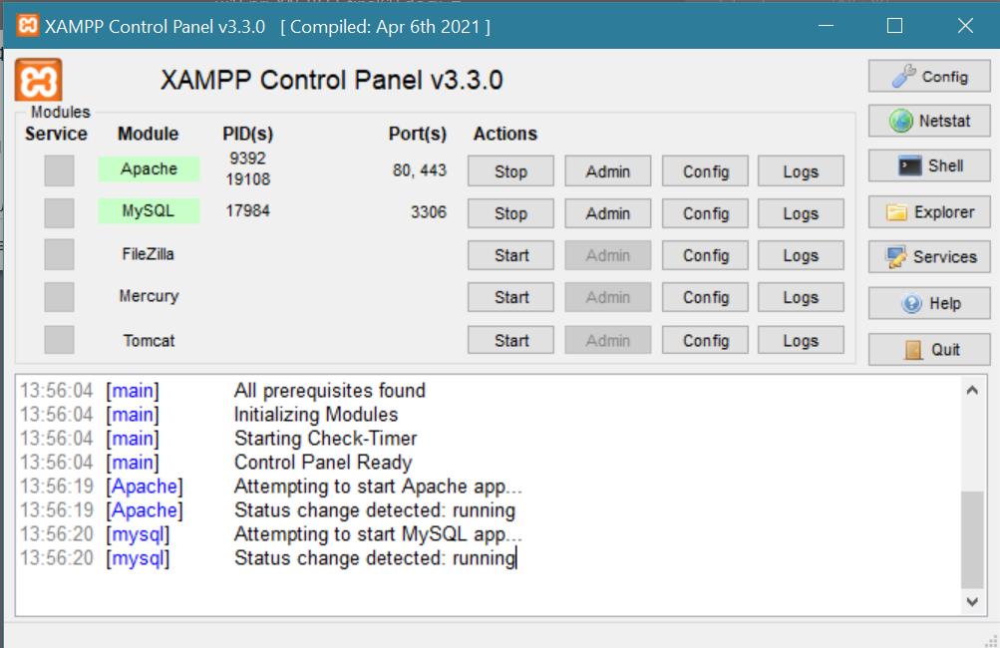 XAMPP Control Panel v3.3.0 [ Compiled: Apr 6th 2021 ]
XAMPP Control Panel v3.3.0
Config
Netstat
Shell
Explorer
Services
Help
Quit
Modules
Service Module PID(s) Port(s) Actions
Apache 9392 19108 80, 443 Stop Admin Config Logs
MySQL 17984 3306 Stop Admin Config Logs
FileZilla Start Admin Config Logs
Mercury Start Admin Config Logs
Tomcat Start Admin Config Logs
13:56:04 [main] All prerequisites found
13:56:04 [main] Initializing Modules
13:56:04 [main] Starting Check-Timer
13:56:04 [main] Control Panel Ready
13:56:19 [Apache] Attempting to start Apache app...
13:56:19 [Apache] Status change detected: running
13:56:20 [mysql] Attempting to start MySQL app...
13:56:20 [mysql] Status change detected: running